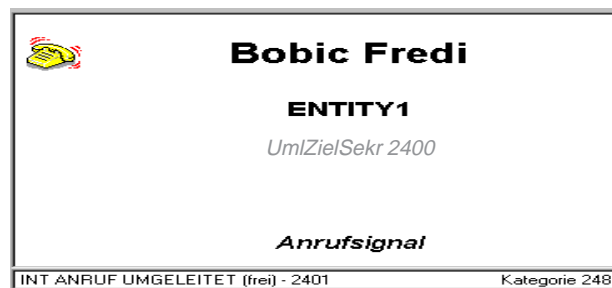 Bobic Fredi
ENTITY1
UmlZielSekr 2400
Anrufsignal
INT ANRUF UMGELEITET (frei) - 2401 Kategorie 248